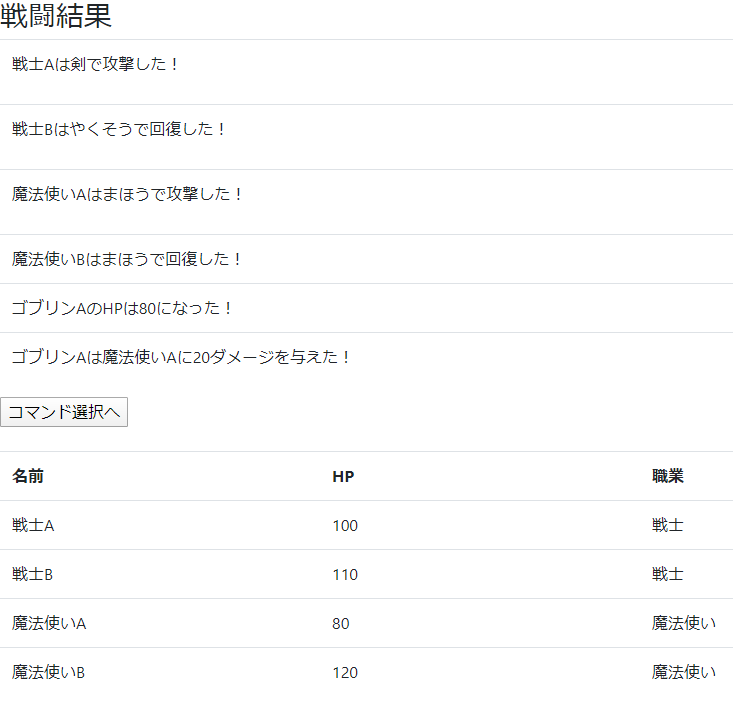 戦闘結果
戦士Aは剣で攻撃した！
戦士Bはやくそうで回復した！
魔法使いAはまほうで攻撃した！
魔法使いBはまほうで回復した！
ゴブリンAのHPは80になった！
ゴブリンAは魔法使いAに20ダメージを与えた！
コマンド選択へ
名前 HP 職業
戦士A 100 戦士
戦士B 110 戦士
魔法使いA 80 魔法使い
魔法使いB 120 魔法使い